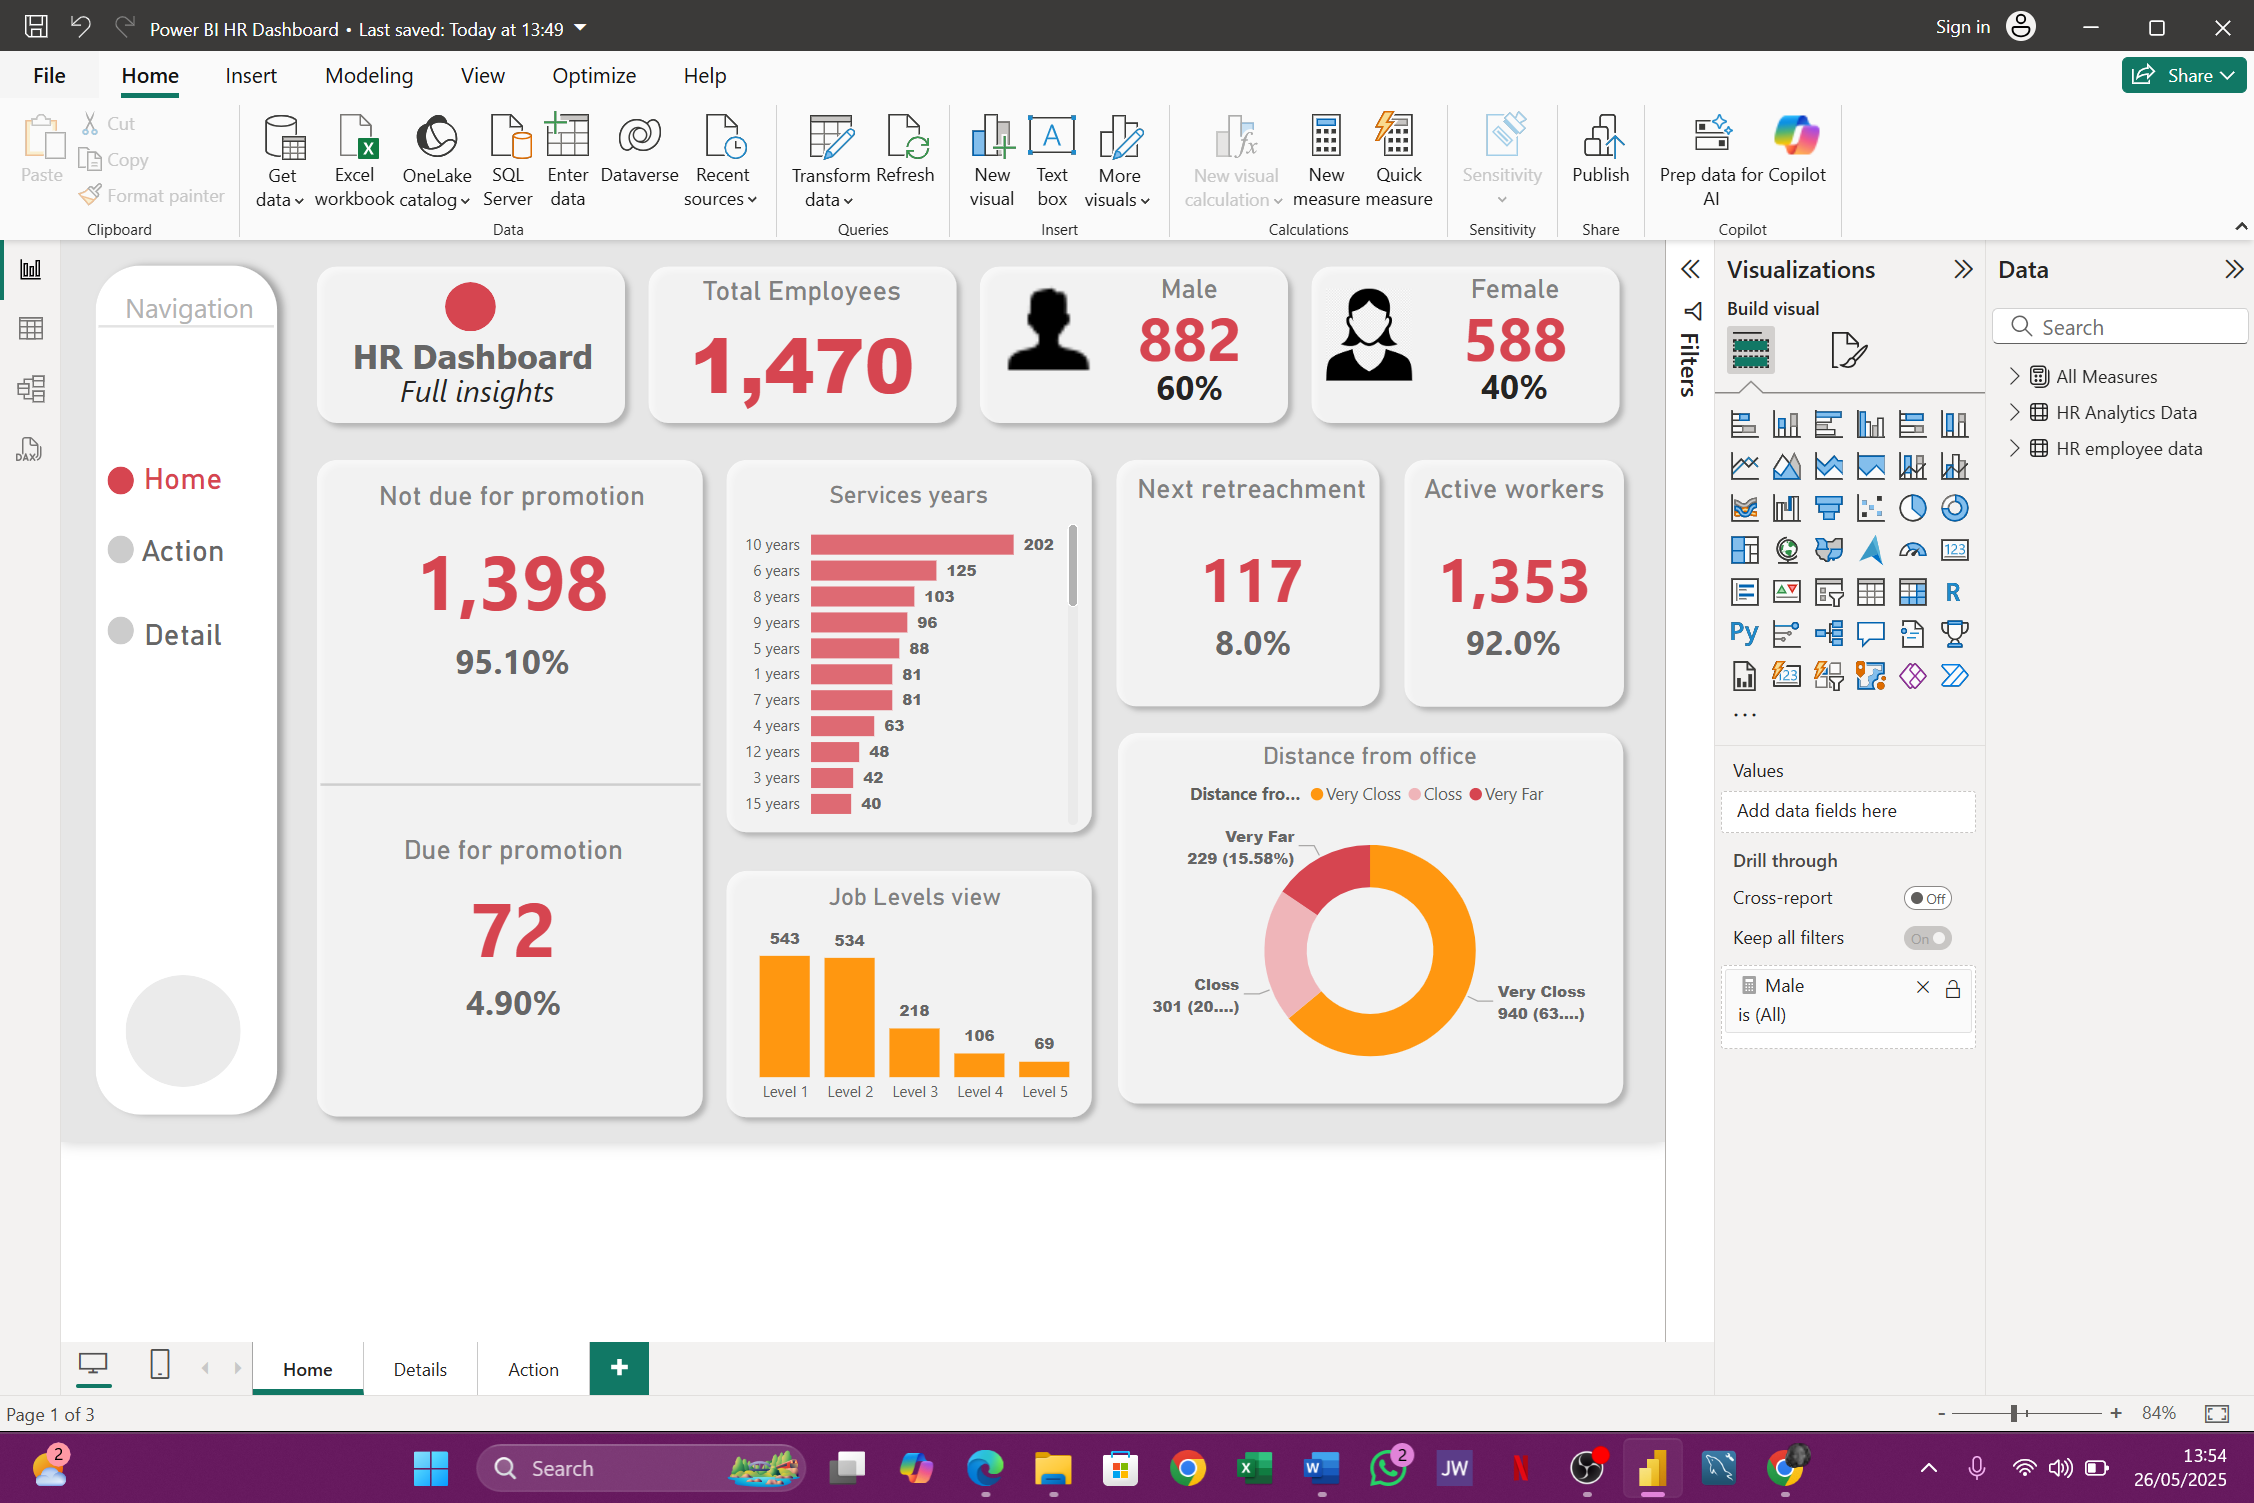 Power BI HR Dashboard • Last saved: Today at 13:49
Sign in
File
Home
Insert
Modeling
View
Optimize
Help
Share
Paste
Cut
Copy
Format painter
Clipboard
Get data
Excel workbook
OneLake catalog
SQL Server
Enter data
Dataverse
Recent sources
Data
Transform data
Refresh
Queries
New visual
Text box
More visuals
Insert
New visual calculation
New measure
Quick measure
Calculations
Sensitivity
Sensitivity
Publish
Share
Prep data for AI
Copilot
Copilot
Navigation
Home
Action
Detail
HR Dashboard
Full insights
Total Employees
1,470
Male
882
60%
Female
588
40%
Not due for promotion
1,398
95.10%
Due for promotion
72
4.90%
Services years
10 years 202
6 years 125
8 years 103
9 years 96
5 years 88
1 years 81
7 years 81
4 years 63
12 years 48
3 years 42
15 years 40
Job Levels view
543
534
218
106
69
Level 1
Level 2
Level 3
Level 4
Level 5
Next retreachment
117
8.0%
Active workers
1,353
92.0%
Distance from office
Distance fro... Very Closs Closs Very Far
Very Far
229 (15.58%)
Closs
301 (20....)
Very Closs
940 (63....)
Filters
Visualizations
Build visual
123
R
Py
123
...
Values
Add data fields here
Drill through
Cross-report
Off
Keep all filters
On
Male
is (All)
Data
Search
All Measures
HR Analytics Data
HR employee data
DAX
Home
Details
Action
+
Page 1 of 3
- + 84%
2
Search
X
W
2
JW
N
13:54
26/05/2025